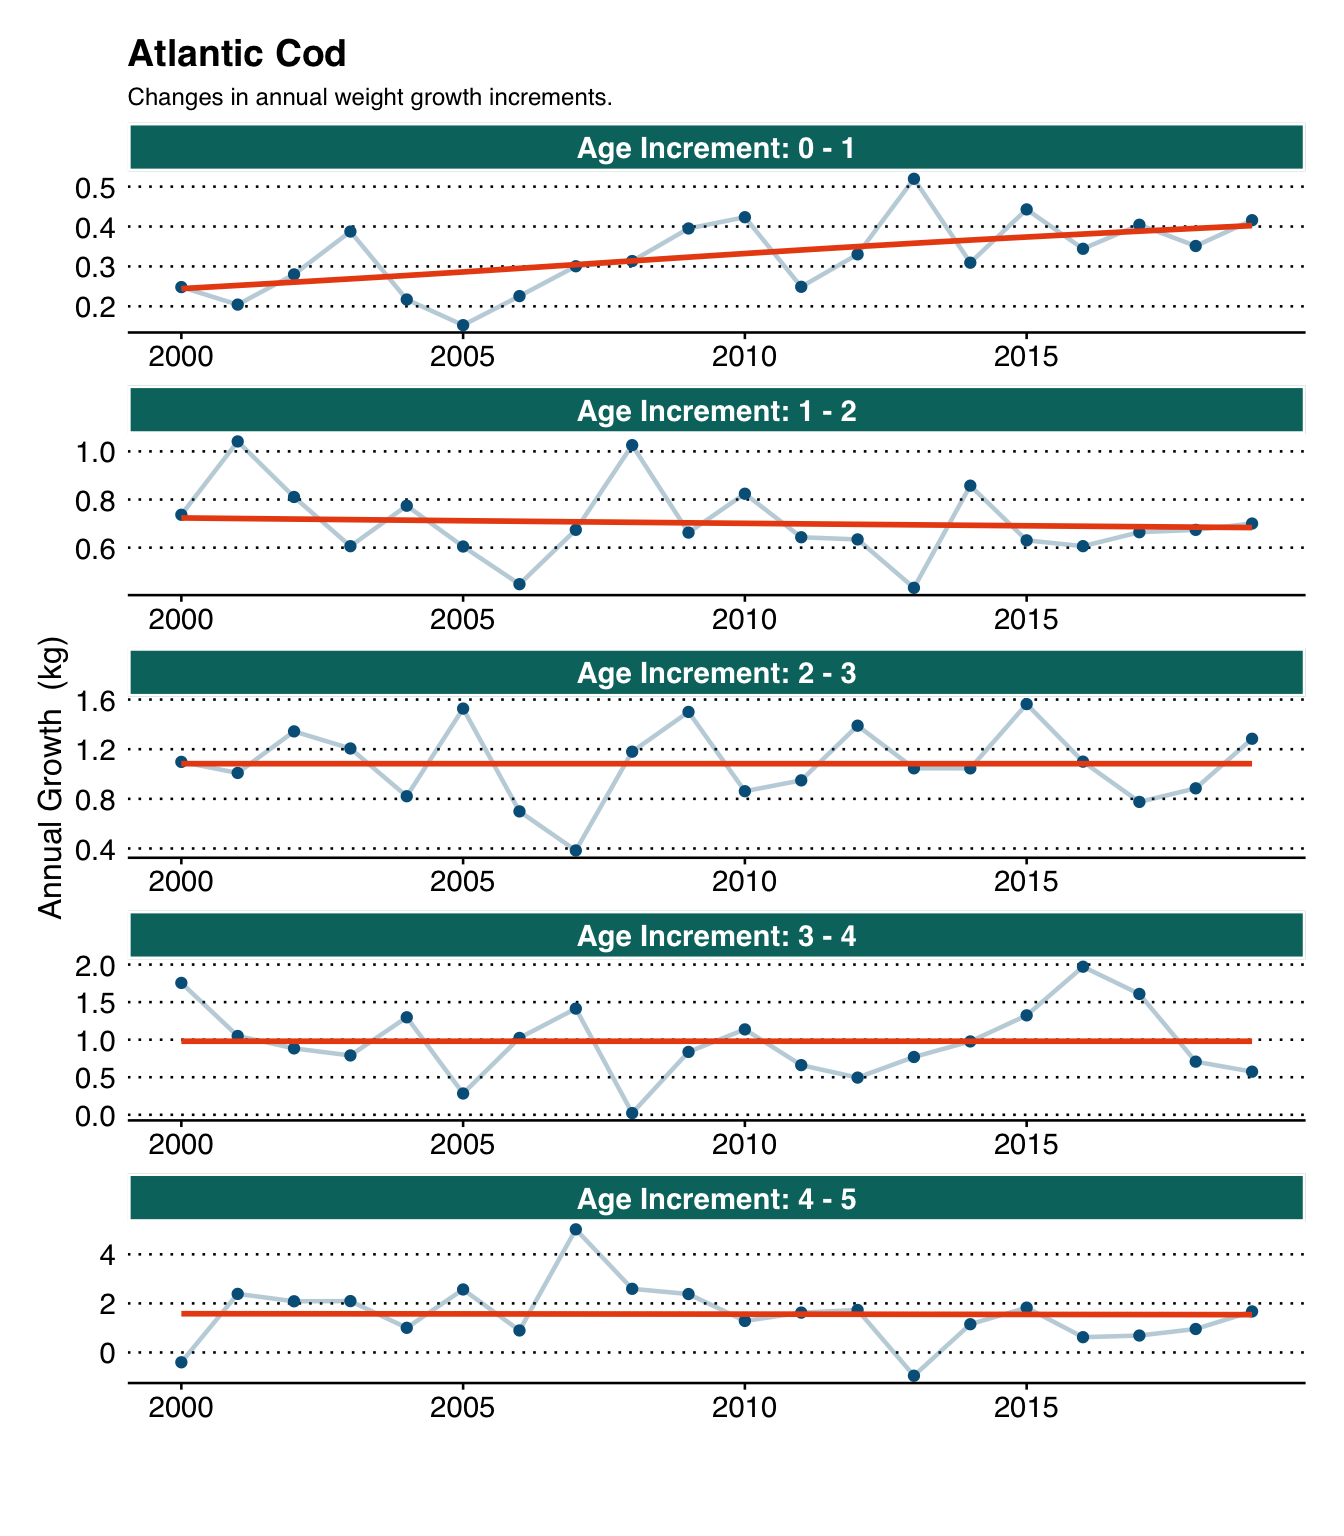 Atlantic Cod
Changes in annual weight growth increments.
Annual Growth (kg)
Age Increment: 0 - 1
0.5
0.4
0.3
0.2
2000 2005 2010 2015
Age Increment: 1 - 2
1.0
0.8
0.6
2000 2005 2010 2015
Age Increment: 2 - 3
1.6
1.2
0.8
0.4
2000 2005 2010 2015
Age Increment: 3 - 4
2.0
1.5
1.0
0.5
0.0
2000 2005 2010 2015
Age Increment: 4 - 5
4
2
0
2000 2005 2010 2015